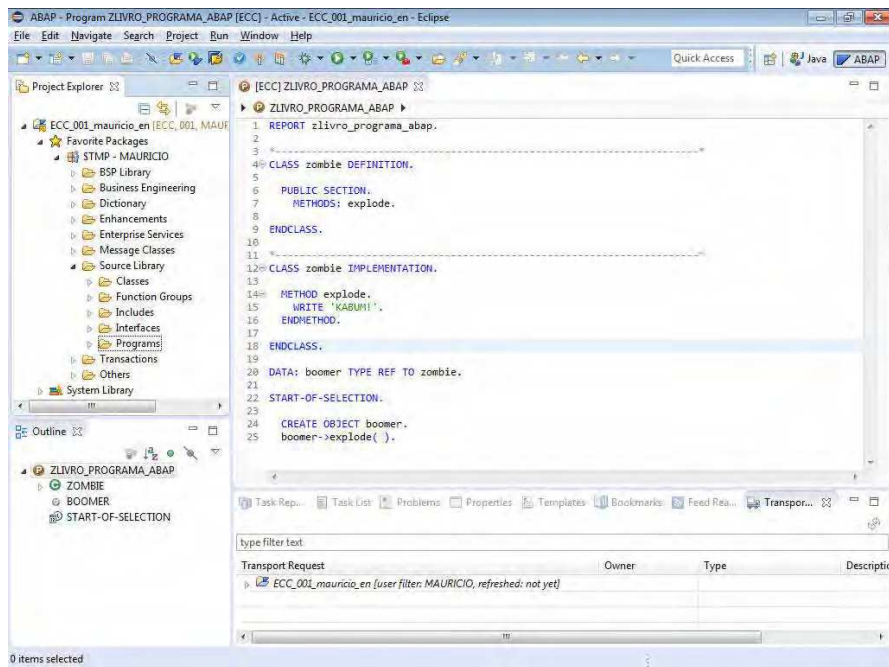 ABAP - Program ZLIVRO_PROGRAMA_ABAP [ECC] - Active - ECC_001_mauricio_en - Eclipse
File Edit Navigate Search Project Run Window Help
Quick Access
Java
ABAP
Project Explorer
ECC_001_mauricio_en [ECC, 001, MAUF
Favorite Packages
$TMP - MAURICIO
BSP Library
Business Engineering
Dictionary
Enhancements
Enterprise Services
Message Classes
Source Library
Classes
Function Groups
Includes
Interfaces
Programs
Transactions
Others
System Library
Outline
ZLIVRO_PROGRAMA_ABAP
ZOMBIE
BOOMER
START-OF-SELECTION
[ECC] ZLIVRO_PROGRAMA_ABAP
ZLIVRO_PROGRAMA_ABAP
1 REPORT zlivro_programa_abap.
2
3 *----------------------------------------------------------------------*
4 CLASS zombie DEFINITION.
5
6 PUBLIC SECTION.
7 METHODS: explode.
8
9 ENDCLASS.
10
11 *----------------------------------------------------------------------*
12 CLASS zombie IMPLEMENTATION.
13
14 METHOD explode.
15 WRITE 'KABUM!'.
16 ENDMETHOD.
17
18 ENDCLASS.
19
20 DATA: boomer TYPE REF TO zombie.
21
22 START-OF-SELECTION.
23
24 CREATE OBJECT boomer.
25 boomer->explode( ).
Task Rep... Task List Problems Properties Templates Bookmarks Feed Rea... Transpor...
type filter text
Transport Request Owner Type Descriptio
ECC_001_mauricio_en [user filter: MAURICIO, refreshed: not yet]
0 items selected